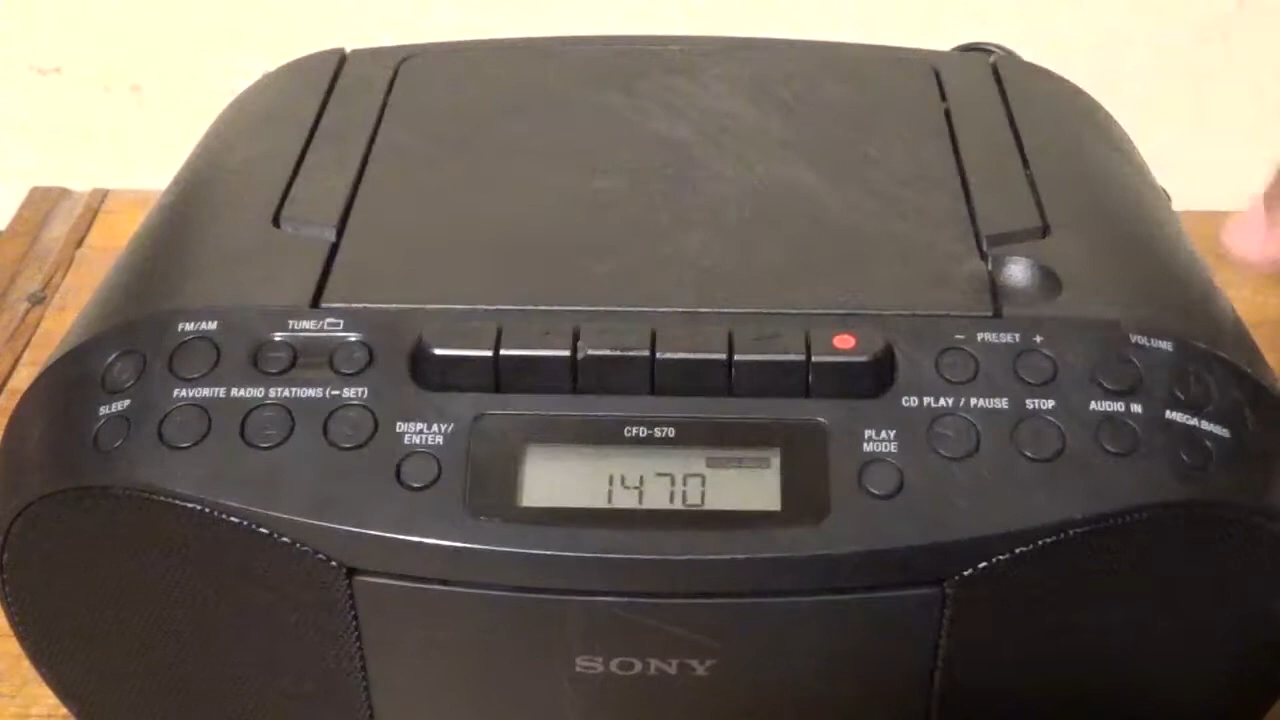 FM/AM
TUNE/
SLEEP
FAVORITE RADIO STATIONS (━SET)
DISPLAY/
ENTER
CFD-S70
1470
− PRESET +
VOLUME
CD PLAY / PAUSE
STOP
AUDIO IN
MEGA BASS
PLAY
MODE
SONY